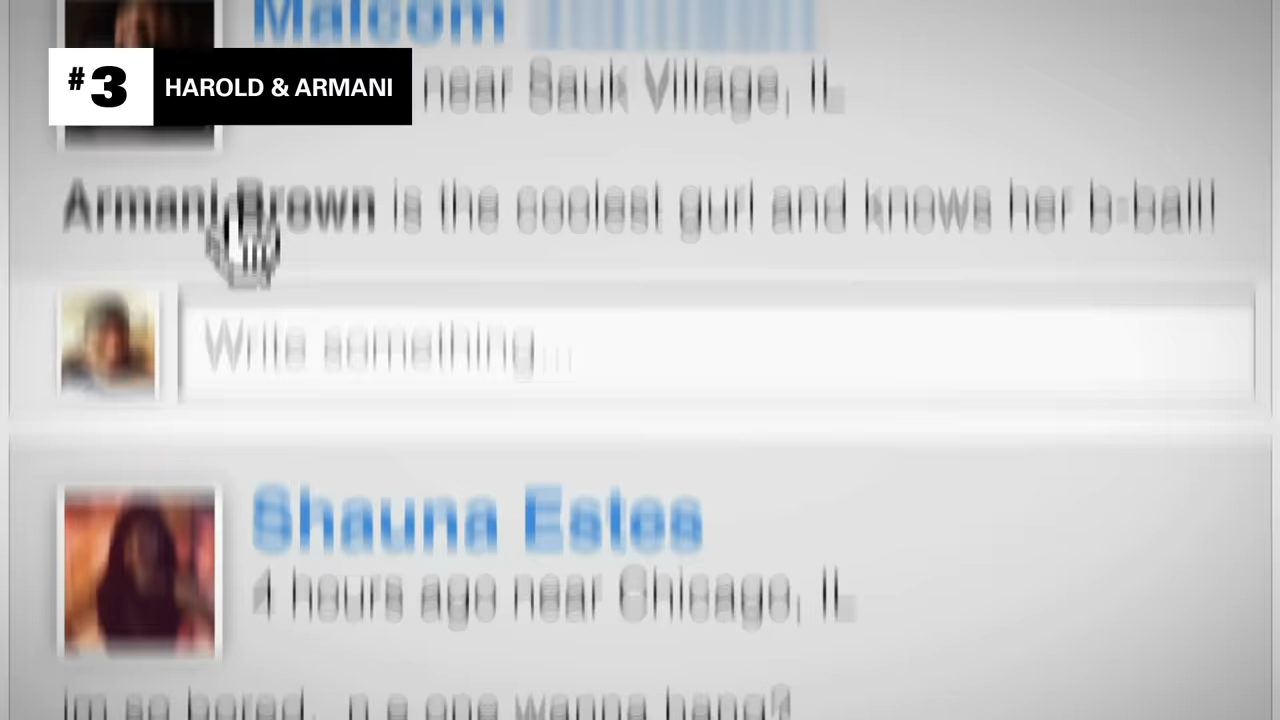 Malcom
#3 HAROLD & ARMANI
near Sauk Village, IL
Armani Brown is the coolest gurl and knows her b-ball!
Write something...
Shauna Estes
4 hours ago near Chicago, IL
Im so bored. n e one wanna hang?